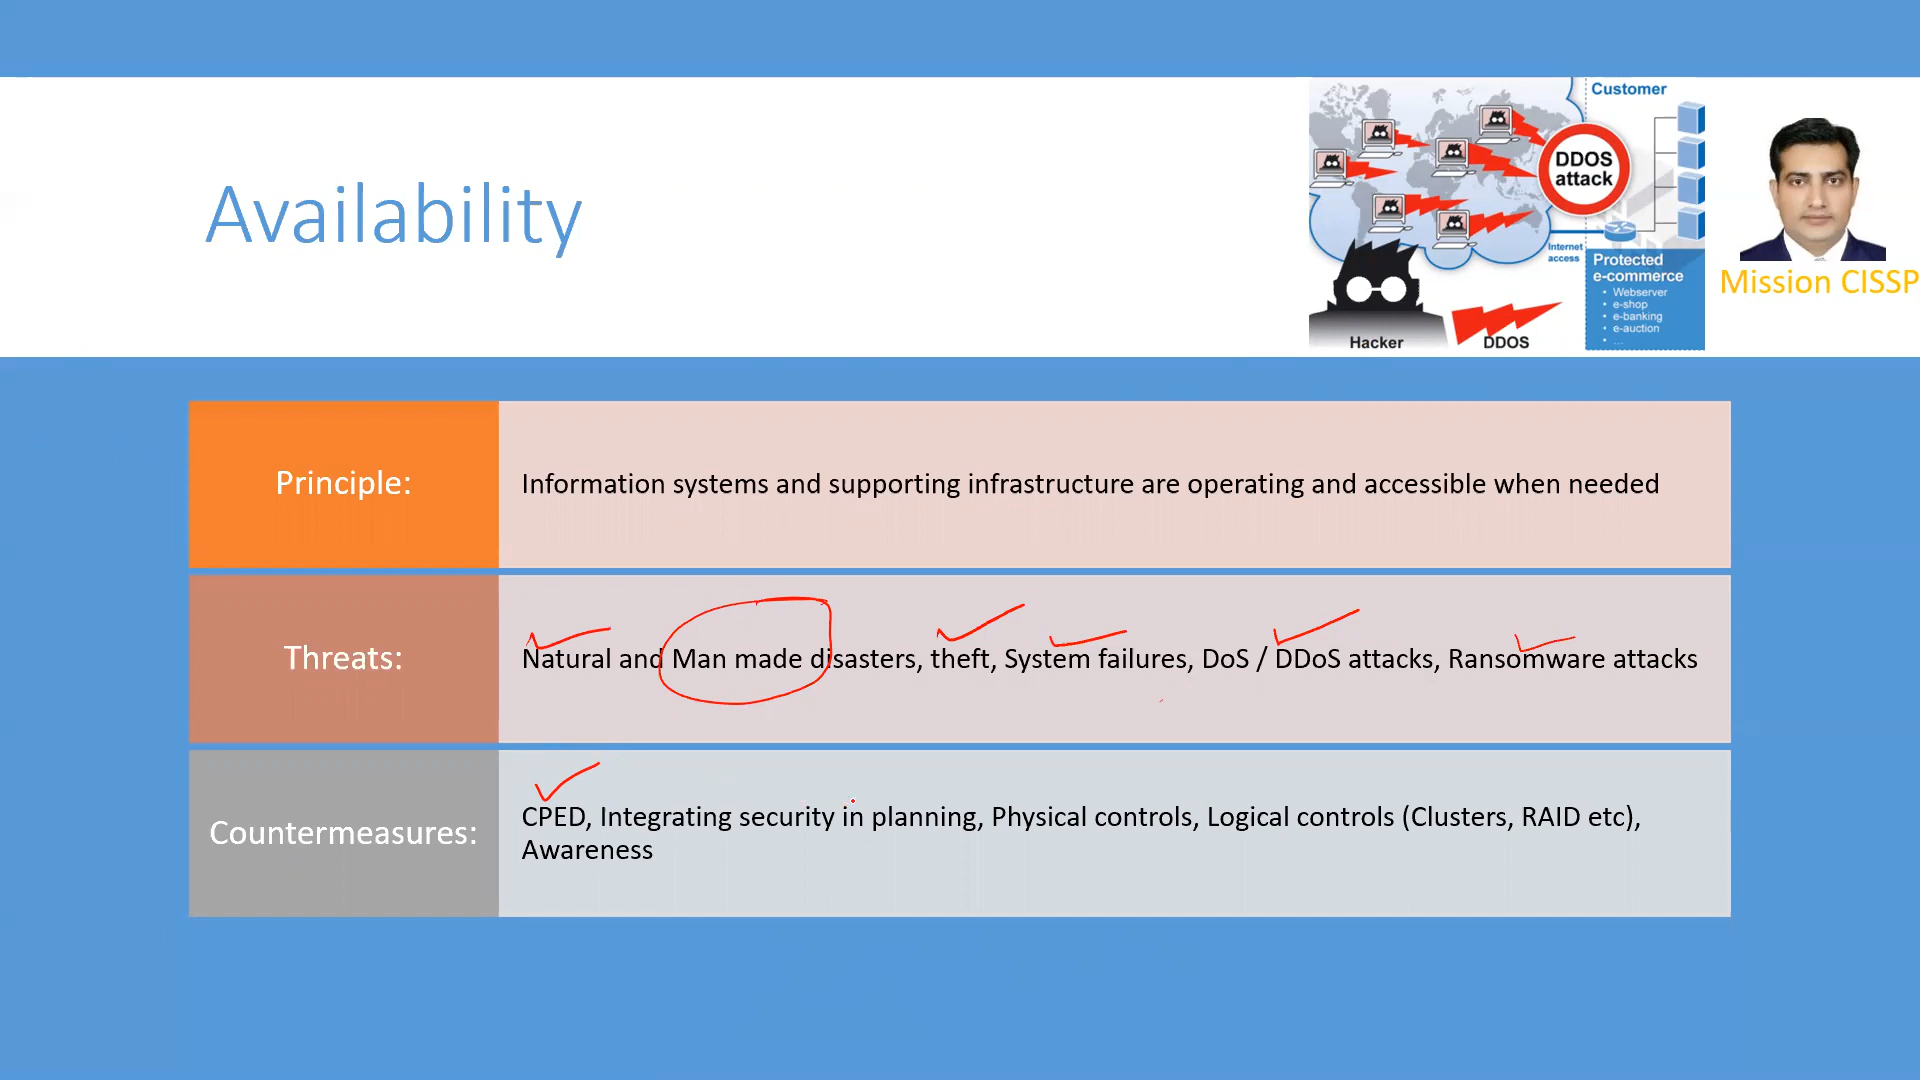 Availability
Customer
DDOS
attack
Internet
access
Protected
e-commerce
• Webserver
• e-shop
• e-banking
• e-auction
• ...
Hacker
DDOS
Mission CISSP
Principle:
Information systems and supporting infrastructure are operating and accessible when needed
Threats:
Natural and Man made disasters, theft, System failures, DoS / DDoS attacks, Ransomware attacks
Countermeasures:
CPED, Integrating security in planning, Physical controls, Logical controls (Clusters, RAID etc),
Awareness